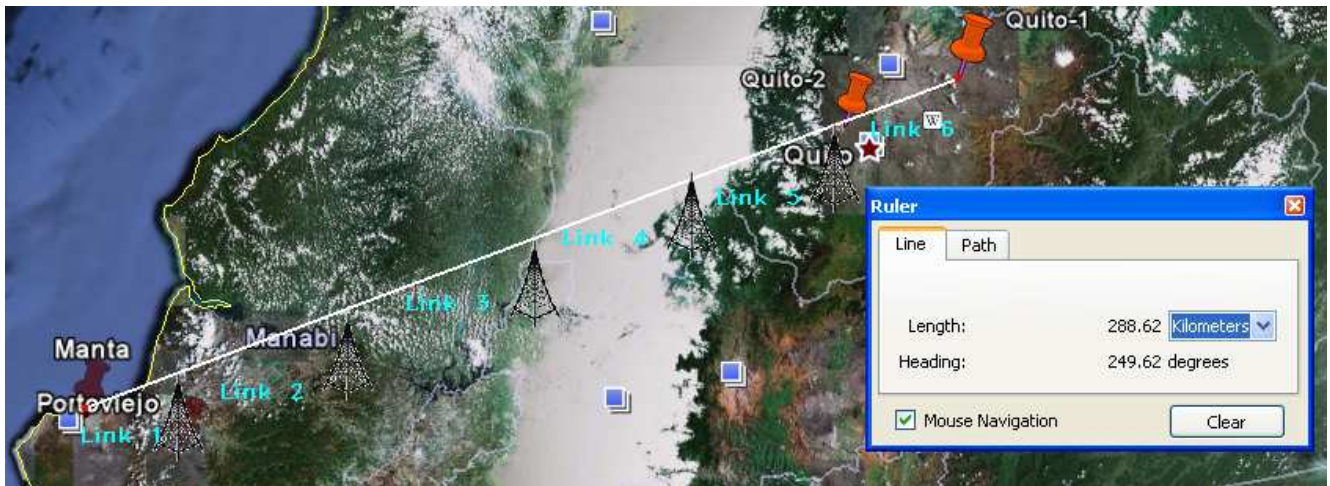 Quito-1
Quito-2
Link 6
W
Quito
Ruler
Link 5
Line Path
Link 4
Link 3
Length: 288.62 Kilometers
Manabi
Heading: 249.62 degrees
Manta
Link 2
Portoviejo
Mouse Navigation Clear
Link 1